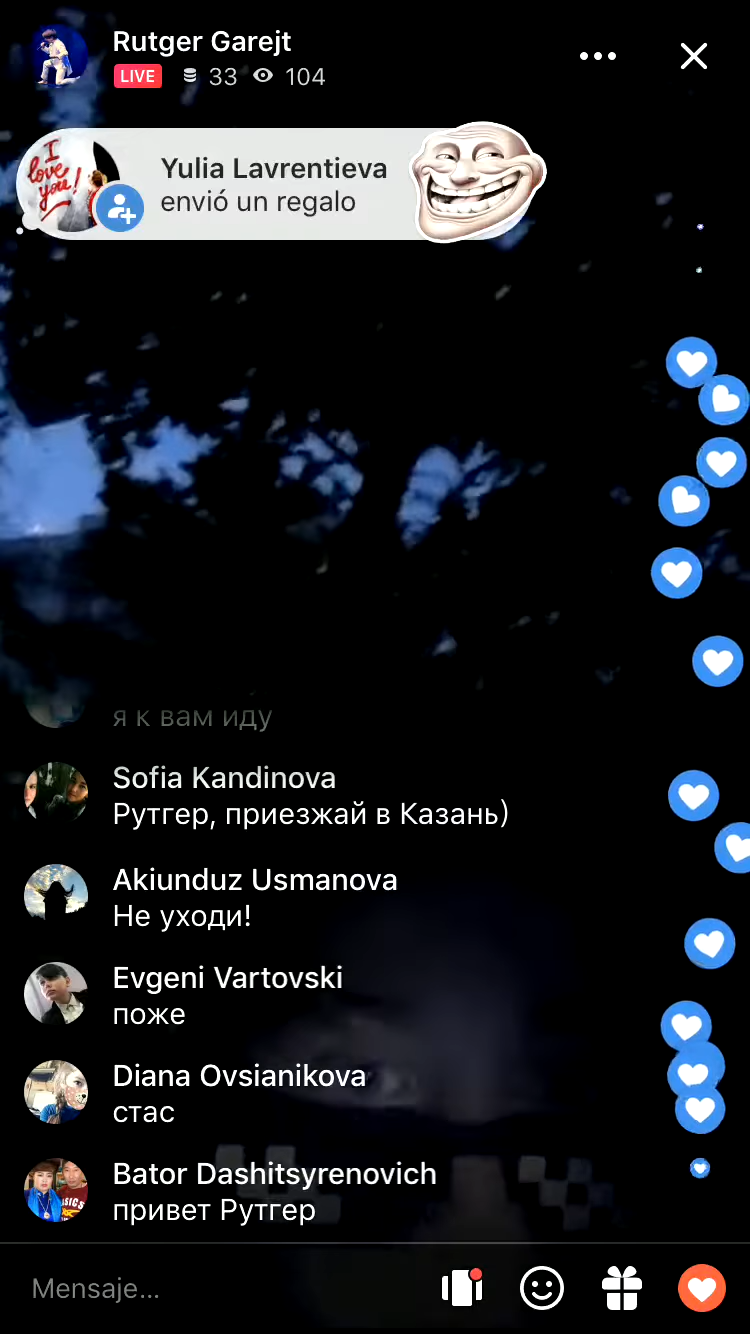 Rutger Garejt
LIVE 33 104
I love you!
Yulia Lavrentieva
envió un regalo
я к вам иду
Sofia Kandinova
Рутгер, приезжай в Казань)
Akiunduz Usmanova
Не уходи!
Evgeni Vartovski
поже
Diana Ovsianikova
стас
Bator Dashitsyrenovich
привет Рутгер
Mensaje...